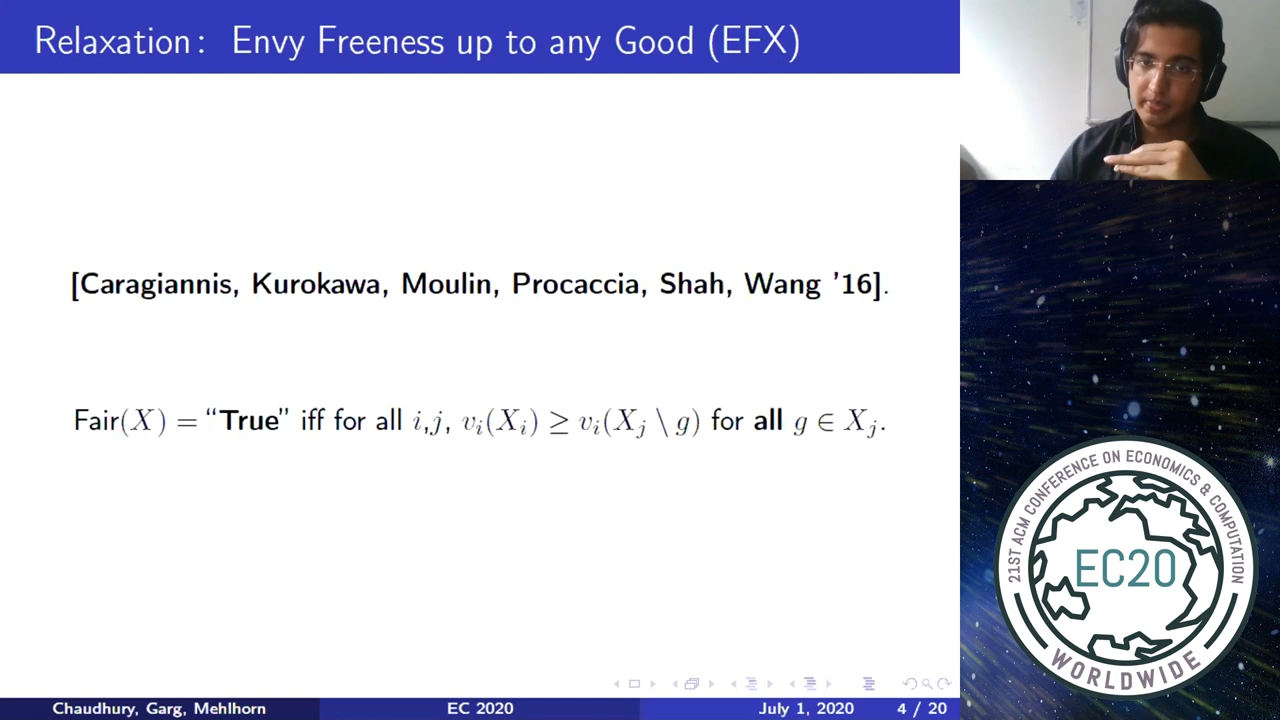 Relaxation: Envy Freeness up to any Good (EFX)
[Caragiannis, Kurokawa, Moulin, Procaccia, Shah, Wang ’16].
Fair(X) = “True” iff for all i,j, v_i(X_i) ≥ v_i(X_j \ g) for all g ∈ X_j.
21ST ACM CONFERENCE ON ECONOMICS & COMPUTATION
EC20
WORLDWIDE
Chaudhury, Garg, Mehlhorn EC 2020 July 1, 2020 4 / 20